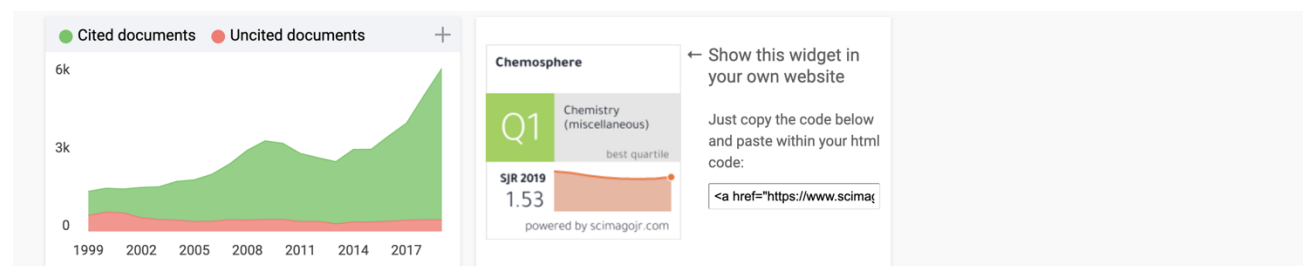 Cited documents Uncited documents +
6k
3k
0
1999 2002 2005 2008 2011 2014 2017
Chemosphere
Q1
Chemistry
(miscellaneous)
best quartile
SJR 2019
1.53
powered by scimagojr.com
← Show this widget in
your own website
Just copy the code below
and paste within your html
code:
<a href="https://www.scimag